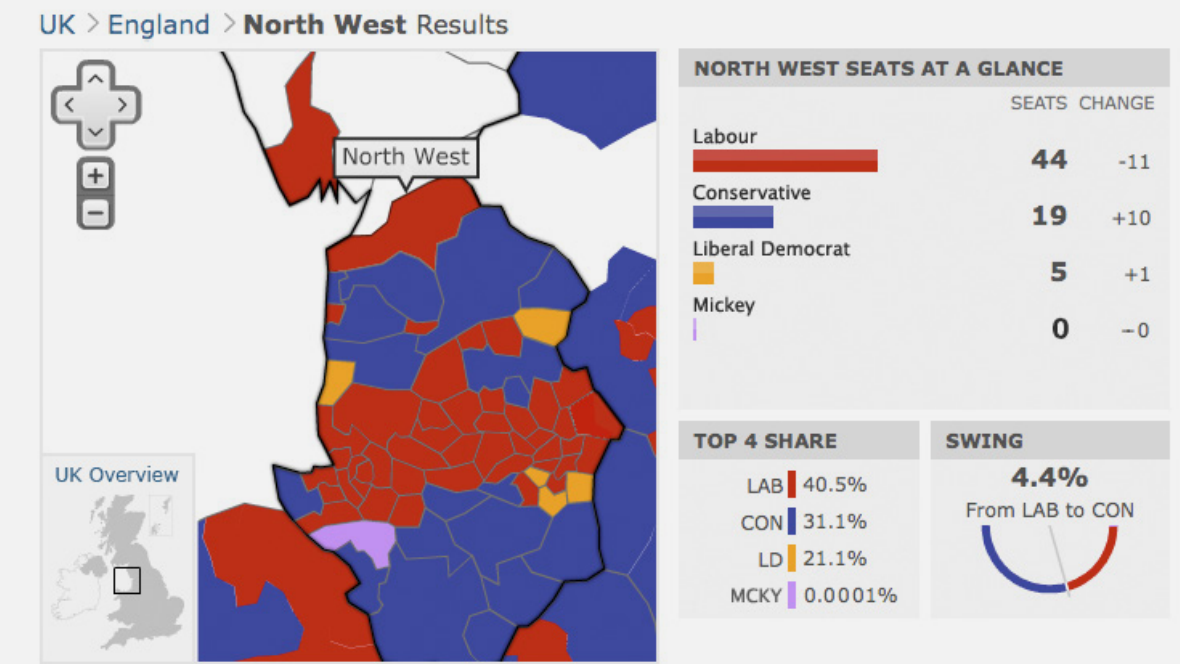 UK > England > North West Results
North West
UK Overview
NORTH WEST SEATS AT A GLANCE
SEATS CHANGE
Labour
44 -11
Conservative
19 +10
Liberal Democrat
5 +1
Mickey
0 --0
TOP 4 SHARE
LAB 40.5%
CON 31.1%
LD 21.1%
MCKY 0.0001%
SWING
4.4%
From LAB to CON